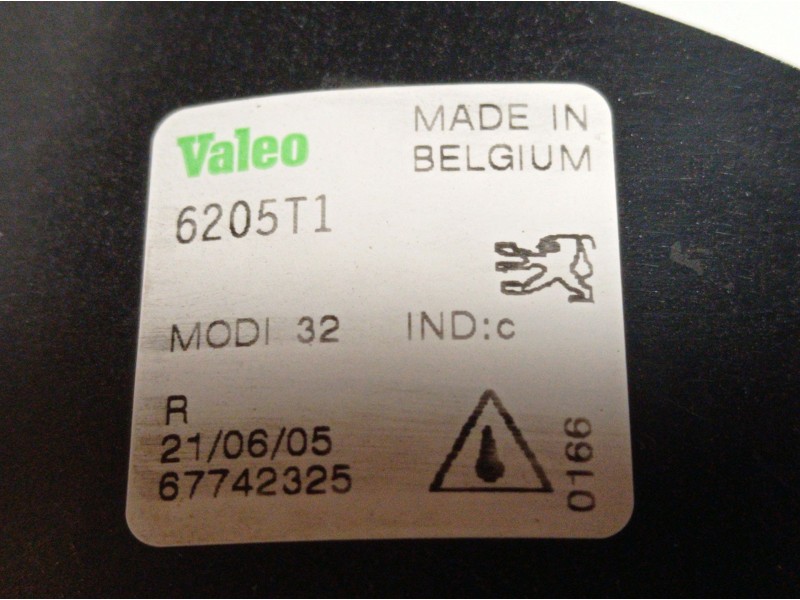 Valeo
MADE IN
BELGIUM
6205T1
MODI 32 IND:c
R
21/06/05
67742325
0166